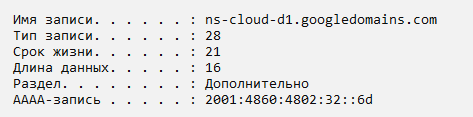 Имя записи. . . . . . : ns-cloud-d1.googledomains.com
Тип записи. . . . . . : 28
Срок жизни. . . . . . : 21
Длина данных. . . . . : 16
Раздел. . . . . . . . : Дополнительно
AAAA-запись . . . . . : 2001:4860:4802:32::6d